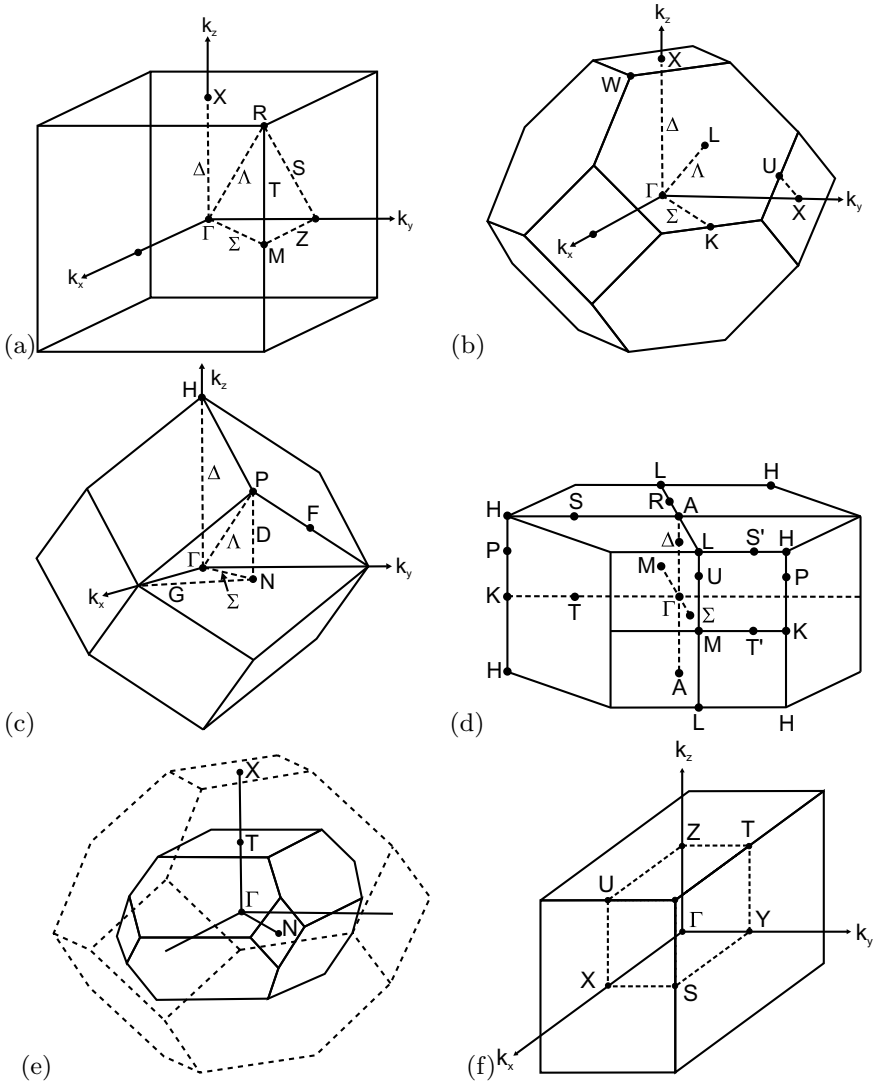 k_z
X
R
Δ
Λ
S
T
Γ
Z
k_y
Σ
M
k_x
(a)
k_z
X
W
Δ
L
Λ
U
Γ
X
k_y
Σ
K
k_x
(b)
H
k_z
Δ
P
F
Λ
D
Γ
k_y
k_x
G
N
Σ
(c)
L
H
S
R
A
H
Δ
L
S'
H
P
M
U
P
K
T
Γ
Σ
M
T'
K
H
A
L
H
(d)
X
T
Γ
N
(e)
k_z
Z
T
U
Γ
Y
k_y
X
S
k_x
(f)